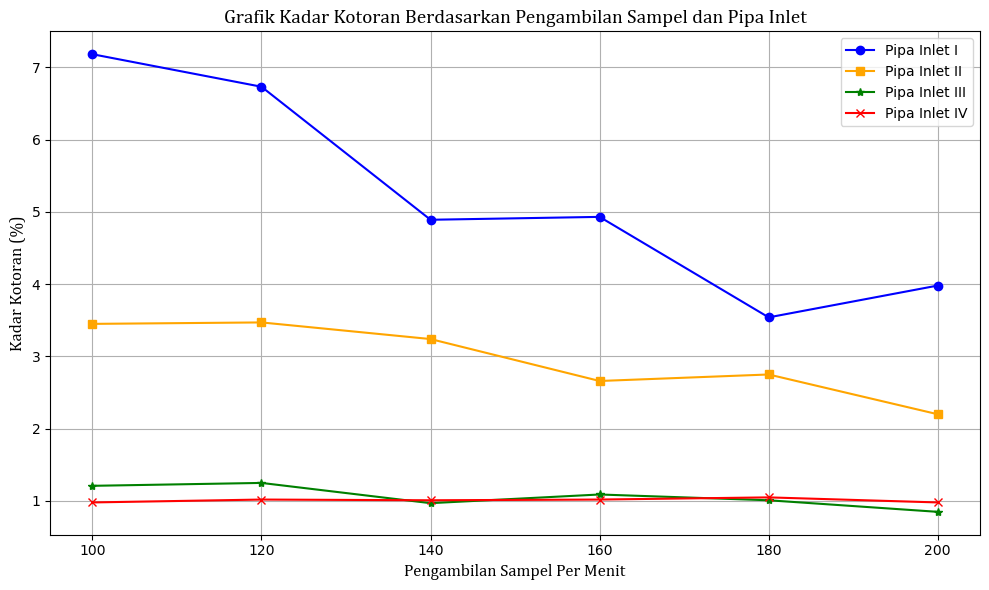 Grafik Kadar Kotoran Berdasarkan Pengambilan Sampel dan Pipa Inlet
Pipa Inlet I
Pipa Inlet II
Pipa Inlet III
Pipa Inlet IV
Kadar Kotoran (%)
7
6
5
4
3
2
1
100 120 140 160 180 200
Pengambilan Sampel Per Menit